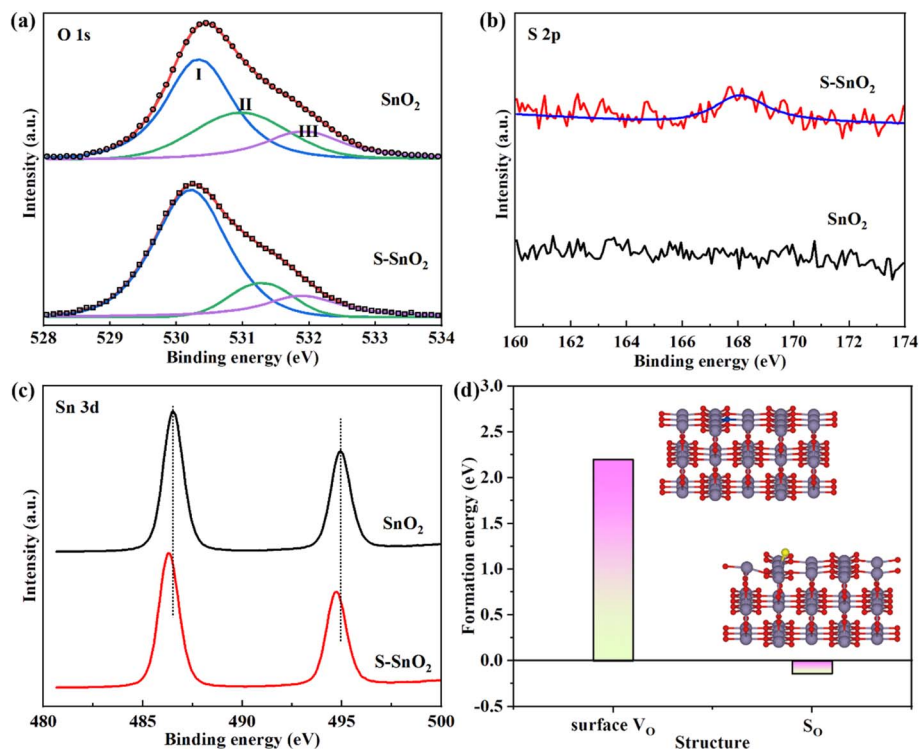 (a)
O 1s
I
II
III
SnO₂
S-SnO₂
Intensity (a.u.)
528 529 530 531 532 533 534
Binding energy (eV)
(b)
S 2p
S-SnO₂
SnO₂
Intensity (a.u.)
160 162 164 166 168 170 172 174
Binding energy (eV)
(c)
Sn 3d
SnO₂
S-SnO₂
Intensity (a.u.)
480 485 490 495 500
Binding energy (eV)
(d)
3.0
2.5
2.0
1.5
1.0
0.5
0.0
-0.5
Formation energy (eV)
surface V_O
S_O
Structure